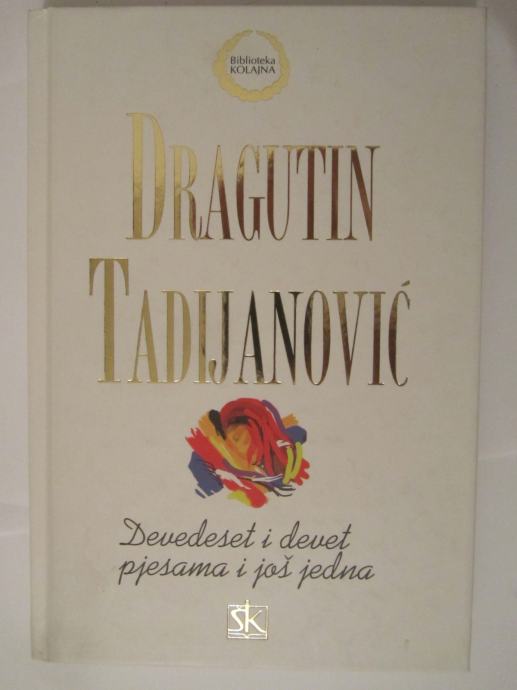 Biblioteka
KOLAJNA
DRAGUTIN
TADIJANOVIĆ
Devedeset i devet
pjesama i još jedna
ŠK